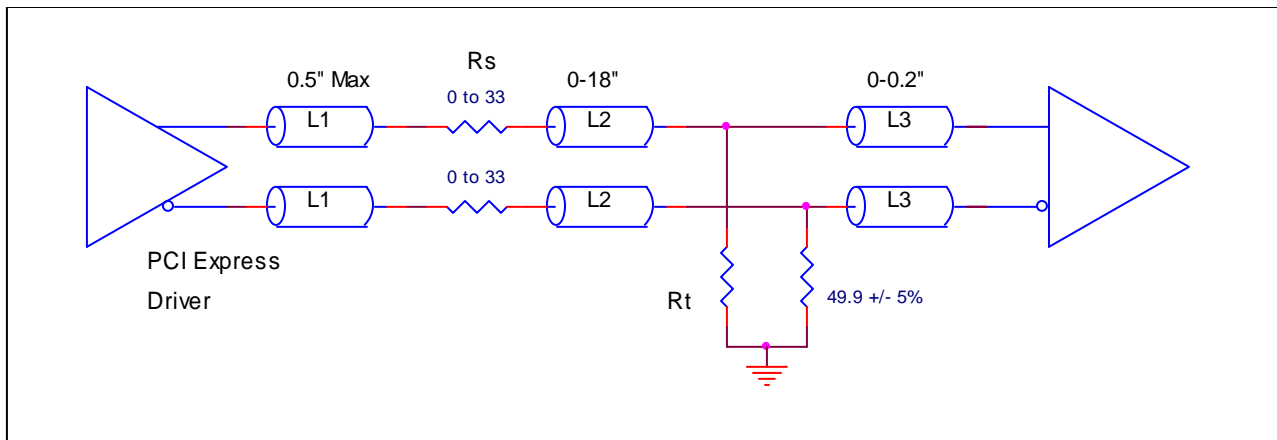 Rs
0.5" Max
0-18"
0-0.2"
0 to 33
L1
L2
L3
0 to 33
L1
L2
L3
PCI Express
Driver
Rt
49.9 +/- 5%